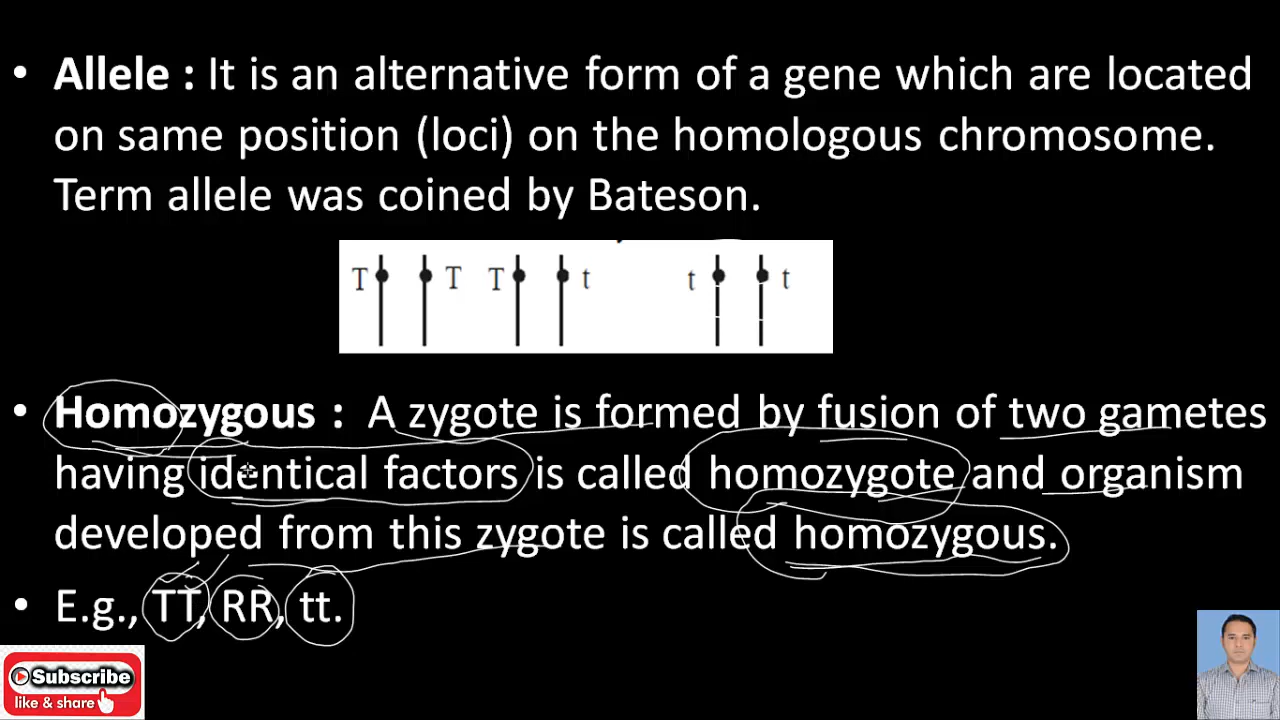 • Allele : It is an alternative form of a gene which are located
on same position (loci) on the homologous chromosome.
Term allele was coined by Bateson.
T T T t t t
• Homozygous : A zygote is formed by fusion of two gametes
having identical factors is called homozygote and organism
developed from this zygote is called homozygous.
• E.g., TT, RR, tt.
Subscribe
like & share